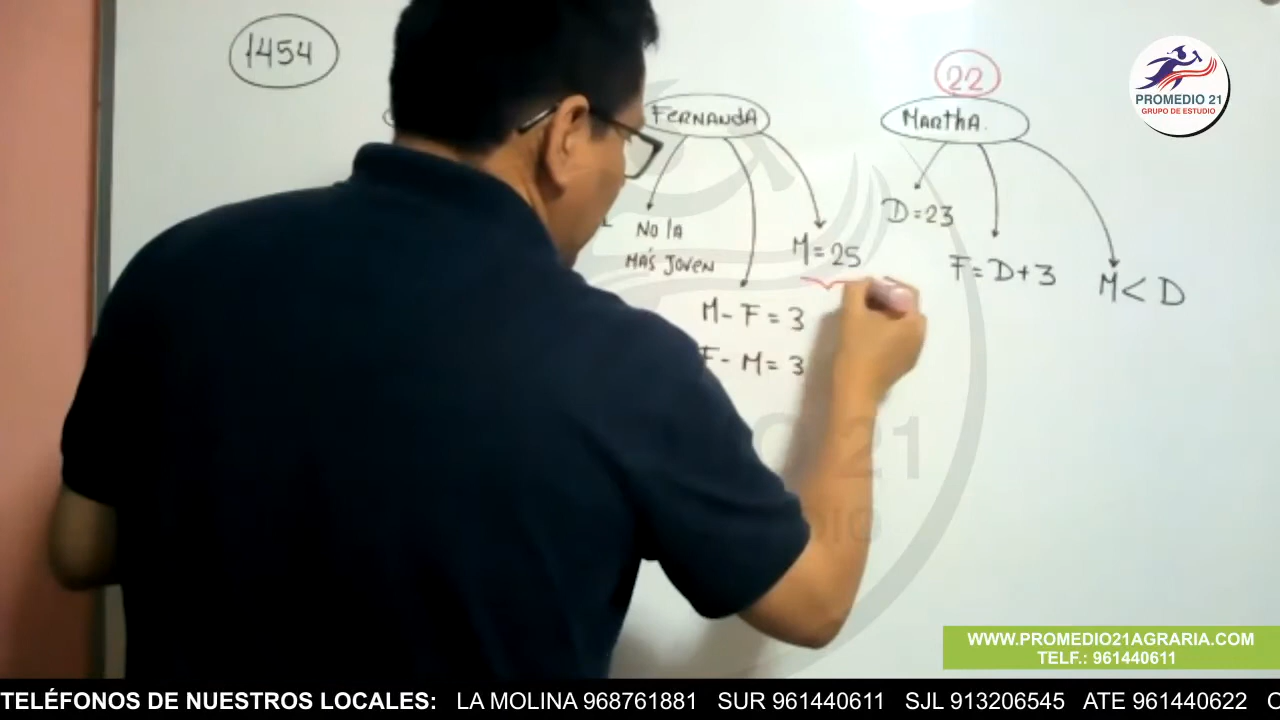 1454
22
PROMEDIO 21
GRUPO DE ESTUDIO
FERNANDA
MARTHA.
NO LA
MÁS JOVEN
M=25
M-F=3
F-M=3
D=23
F=D+3
M<D
21
WWW.PROMEDIO21AGRARIA.COM
TELF.: 961440611
TELÉFONOS DE NUESTROS LOCALES: LA MOLINA 968761881 SUR 961440611 SJL 913206545 ATE 961440622 C